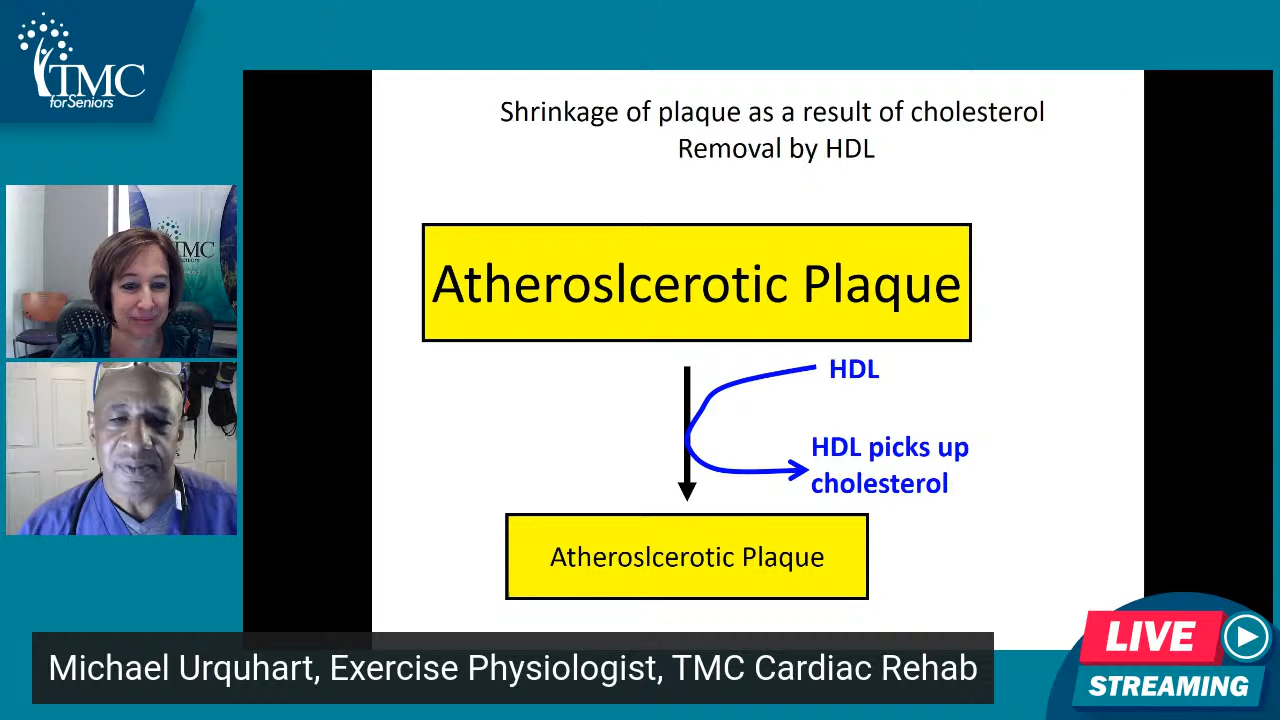 TMC
for Seniors
Shrinkage of plaque as a result of cholesterol
Removal by HDL
Atheroslcerotic Plaque
HDL
HDL picks up
cholesterol
Atheroslcerotic Plaque
TMC
Michael Urquhart, Exercise Physiologist, TMC Cardiac Rehab
LIVE
STREAMING